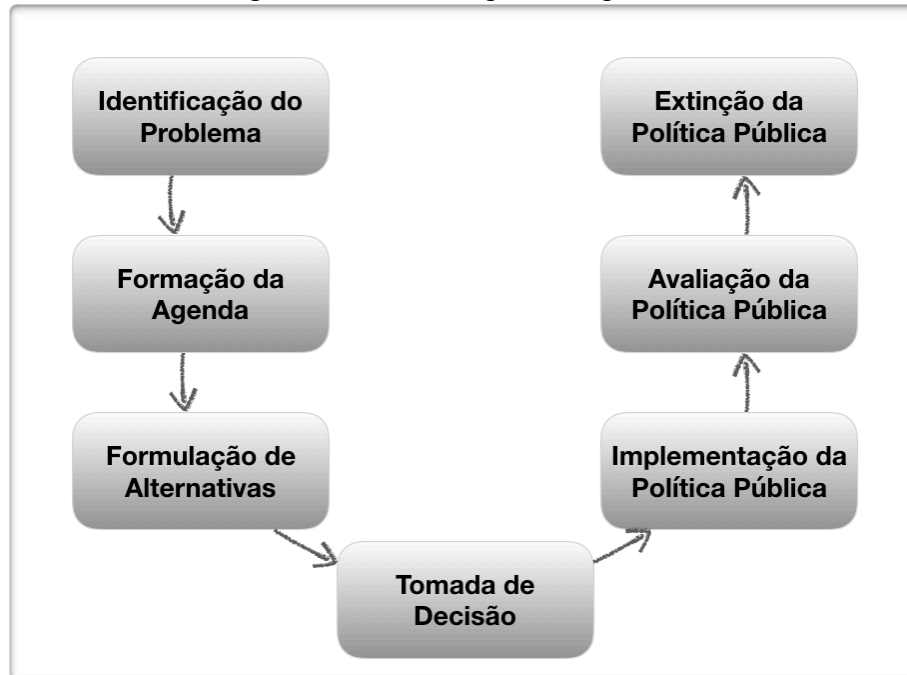 Identificação do
Problema
Formação da
Agenda
Formulação de
Alternativas
Tomada de
Decisão
Implementação da
Política Pública
Avaliação da
Política Pública
Extinção da
Política Pública